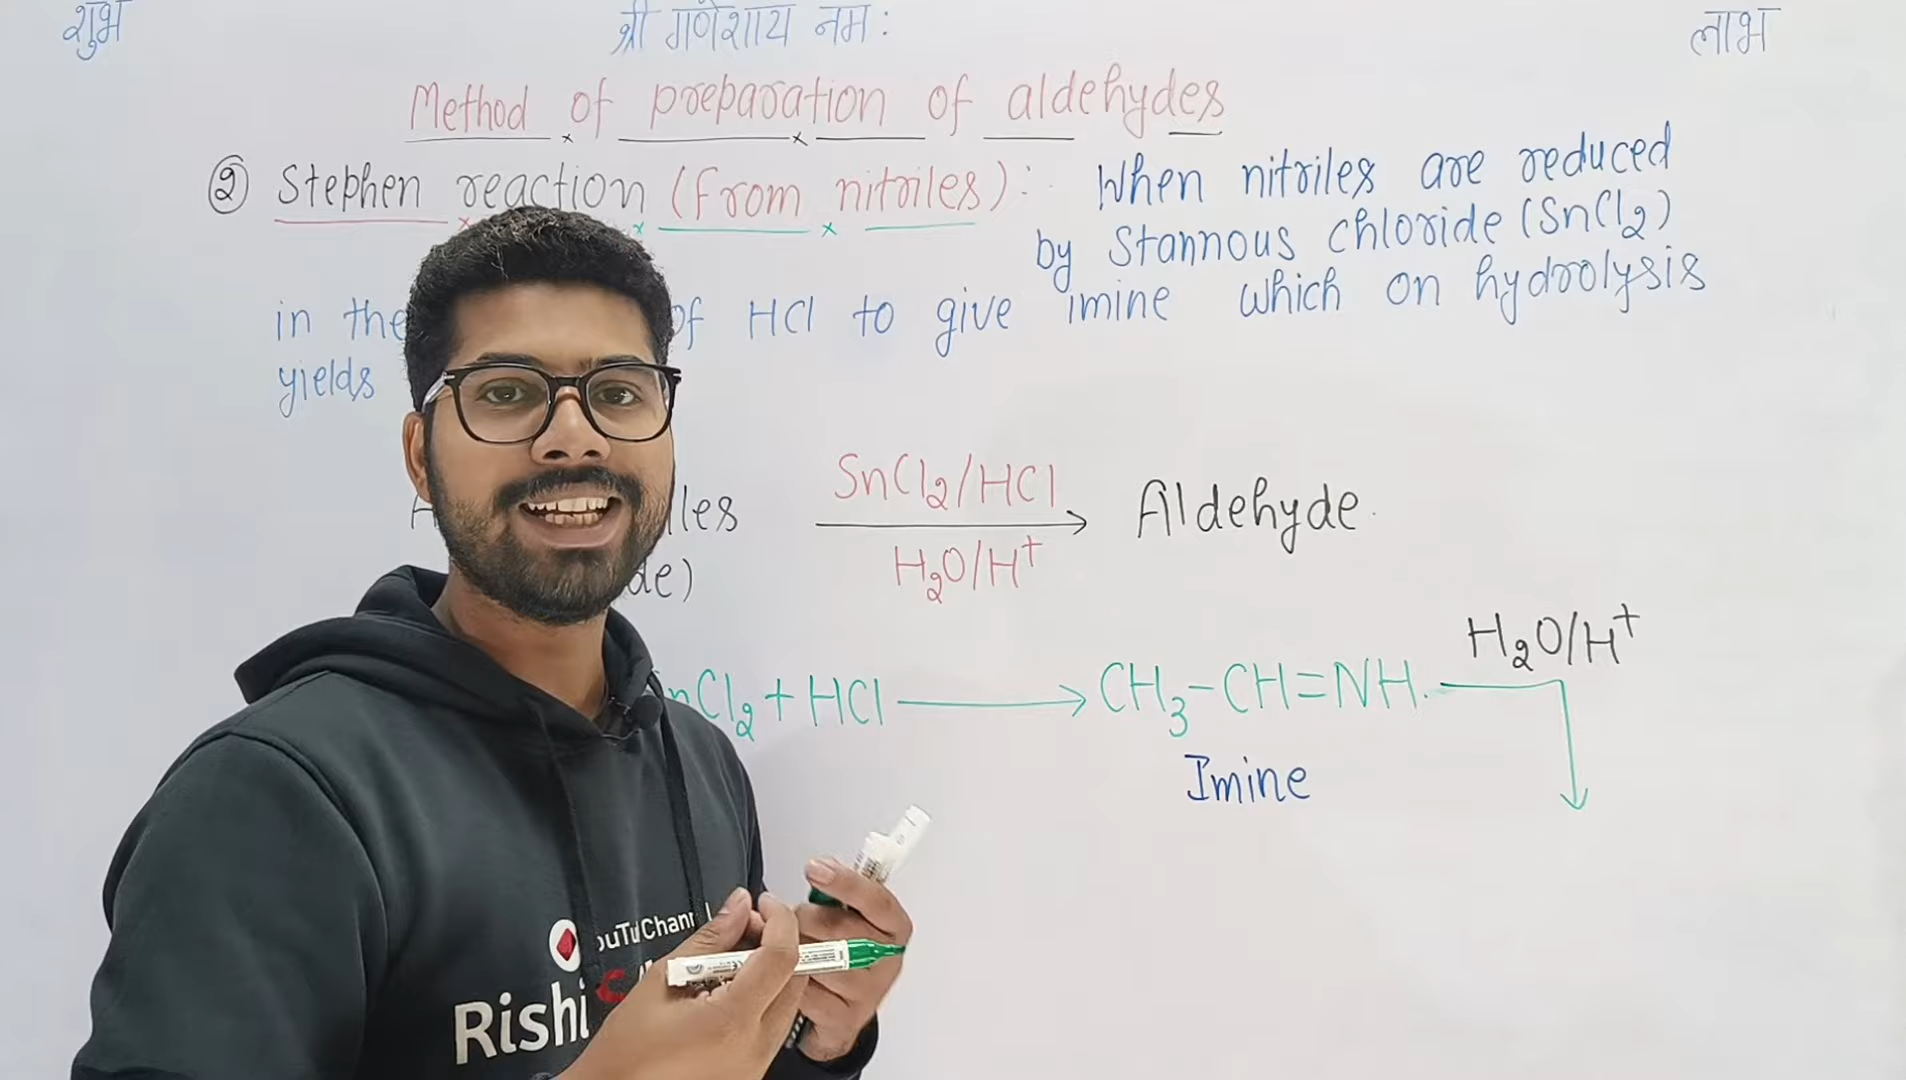 शुभ श्री गणेशाय नम: लाभ
Method of preparation of aldehydes
② Stephen reaction (from nitriles):- When nitriles are reduced
by Stannous chloride (SnCl₂)
in the of HCl to give imine which on hydrolysis
yields
SnCl₂/HCl
Aldehyde
H₂O/H⁺
H₂O/H⁺
nCl₂ + HCl ⟶ CH₃-CH=NH
Imine
Rishi